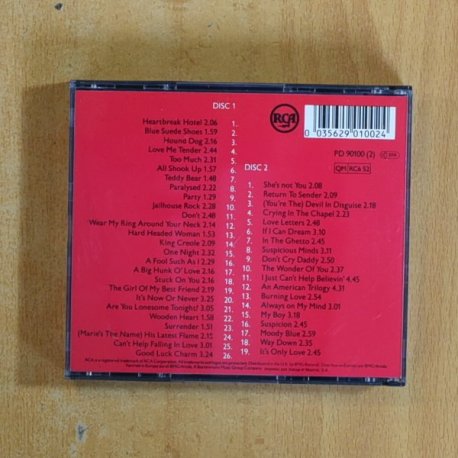 DISC 1
Heartbreak Hotel 2.06 1.
Blue Suede Shoes 1.59 2.
Hound Dog 2.16 3.
Love Me Tender 2.44 4.
Too Much 2.31 5.
All Shook Up 1.57 6.
Teddy Bear 1.48 7.
Paralysed 2.22 8.
Party 1.29 9.
Jailhouse Rock 2.28 10.
Don't 2.48 11.
'Wear My Ring Around Your Neck 2.14 12.
Hard Headed Woman 1.53 13.
King Creole 2.09 14.
One Night 2.32 15.
A Fool Such As I 2.29 16.
A Big Hunk O' Love 2.16 17.
Stuck On You 2.16 18.
The Girl Of My Best Friend 2.19 19.
It's Now Or Never 3.25 20.
Are You Lonesome Tonight? 3.05 21.
Wooden Heart 1.58 22.
Surrender 1.51 23.
(Marie's The Name) His Latest Flame 2.12 24.
Can't Help Falling In Love 3.01 25.
Good Luck Charm 3.24 26.
RCA
0 035629 010024
PD 90100 (2)
QM RC6 52
DISC 2
1. She's not You 2.08
2. Return To Sender 2.09
3. (You're The) Devil In Disguise 2.18
4. Crying In The Chapel 2.23
5. Love Letters 2.48
6. If I Can Dream 3.10
7. In The Ghetto 2.45
8. Suspicious Minds 3.11
9. Don't Cry Daddy 2.50
10. The Wonder Of You 2.37
11. I Just Can't Help Believin' 4.35
12. An American Trilogy 4.31
13. Burning Love 2.54
14. Always on My Mind 3.01
15. My Boy 3.18
16. Suspicion 2.45
17. Moody Blue 2.59
18. Way Down 2.35
19. It's Only Love 2.45